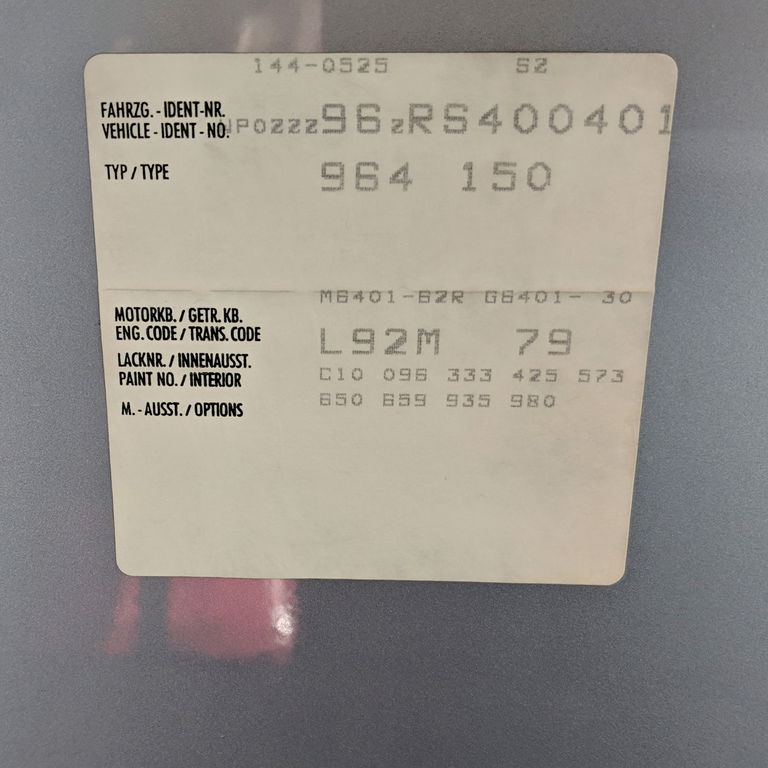 144-0525 SZ
FAHRZG. - IDENT-NR.
VEHICLE - IDENT - NO. WP0ZZZ96ZRS400401
TYP / TYPE 964 150
M6401-62R G6401- 30
MOTORKB. / GETR. KB.
ENG. CODE / TRANS. CODE L92M 79
LACKNR. / INNENAUSST.
PAINT NO. / INTERIOR C10 096 333 425 573
M. - AUSST. / OPTIONS 650 659 935 980